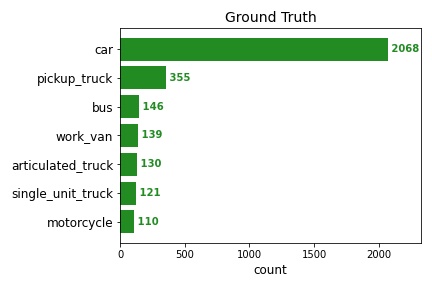 Ground Truth
car 2068
pickup_truck 355
bus 146
work_van 139
articulated_truck 130
single_unit_truck 121
motorcycle 110
0 500 1000 1500 2000
count